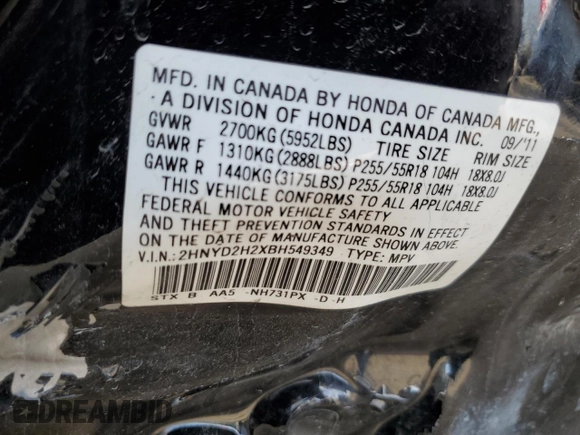 MFD. IN CANADA BY HONDA OF CANADA MFG.,
A DIVISION OF HONDA CANADA INC. 09/'11
GVWR 2700KG(5952LBS) TIRE SIZE RIM SIZE
GAWR F 1310KG(2888LBS) P255/55R18 104H 18X8.0J
GAWR R 1440KG(3175LBS) P255/55R18 104H 18X8.0J
THIS VEHICLE CONFORMS TO ALL APPLICABLE
FEDERAL MOTOR VEHICLE SAFETY
AND THEFT PREVENTION STANDARDS IN EFFECT
ON THE DATE OF MANUFACTURE SHOWN ABOVE.
V.I.N.:2HNYD2H2XBH549349 TYPE: MPV
STX B AA5 -NH731PX -D-H
DREAMBID